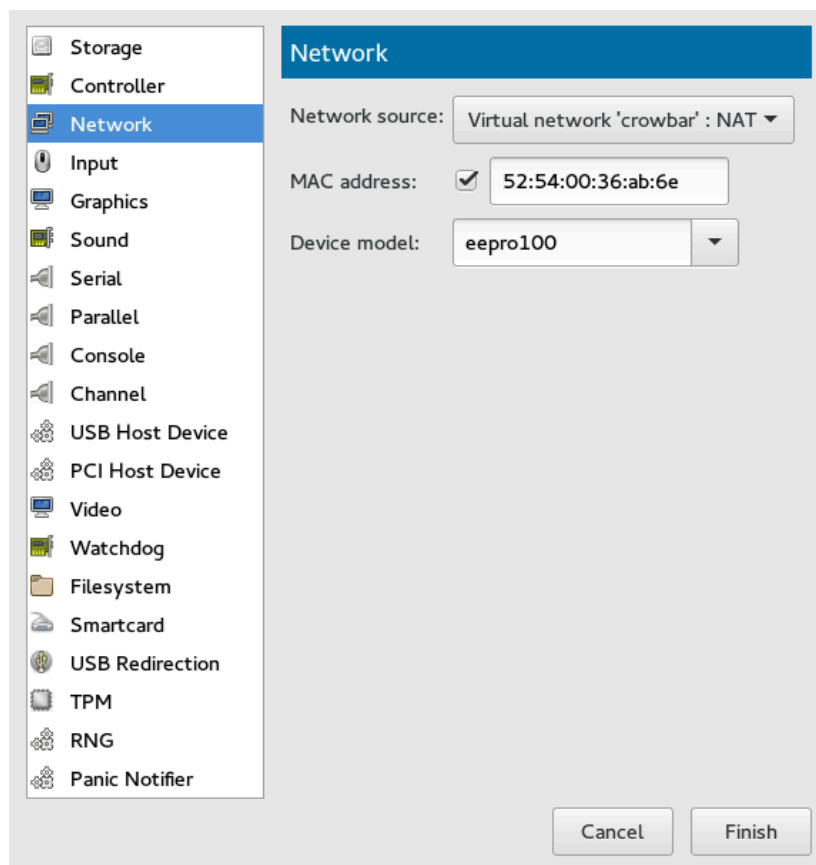 Storage
Controller
Network
Input
Graphics
Sound
Serial
Parallel
Console
Channel
USB Host Device
PCI Host Device
Video
Watchdog
Filesystem
Smartcard
USB Redirection
TPM
RNG
Panic Notifier
Network
Network source: Virtual network 'crowbar' : NAT
MAC address: 52:54:00:36:ab:6e
Device model: eepro100
Cancel Finish